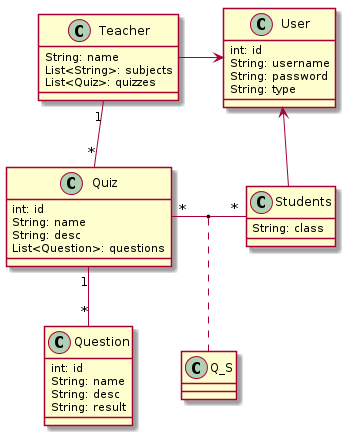 C Teacher
String: name
List<String>: subjects
List<Quiz>: quizzes
C User
int: id
String: username
String: password
String: type
1
*
C Quiz
int: id
String: name
String: desc
List<Question>: questions
*
*
C Students
String: class
1
*
C Question
int: id
String: name
String: desc
String: result
C Q_S